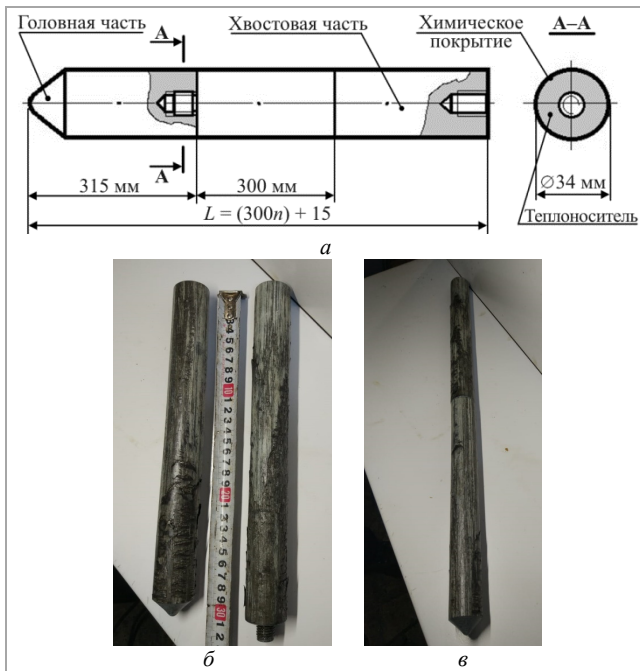 Головная часть
А
Хвостовая часть
Химическое
покрытие
А–А
А
315 мм
300 мм
∅34 мм
L = (300n) + 15
Теплоноситель
а
б
в